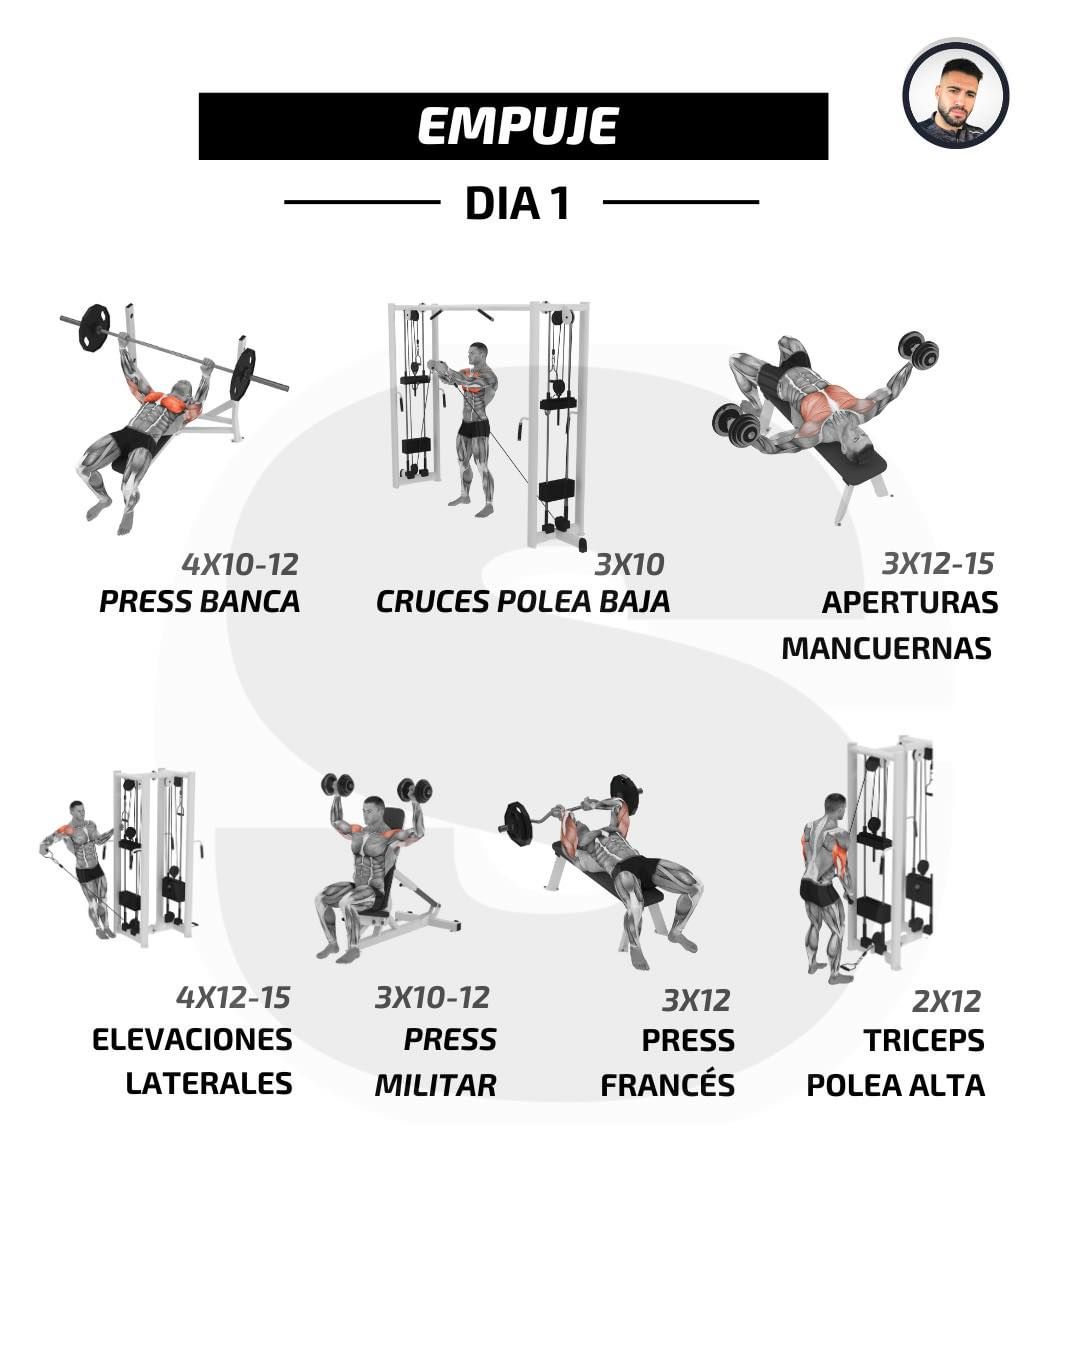 EMPUJE
DIA 1
4X10-12
PRESS BANCA
3X10
CRUCES POLEA BAJA
3X12-15
APERTURAS
MANCUERNAS
4X12-15
ELEVACIONES
LATERALES
3X10-12
PRESS
MILITAR
3X12
PRESS
FRANCÉS
2X12
TRICEPS
POLEA ALTA